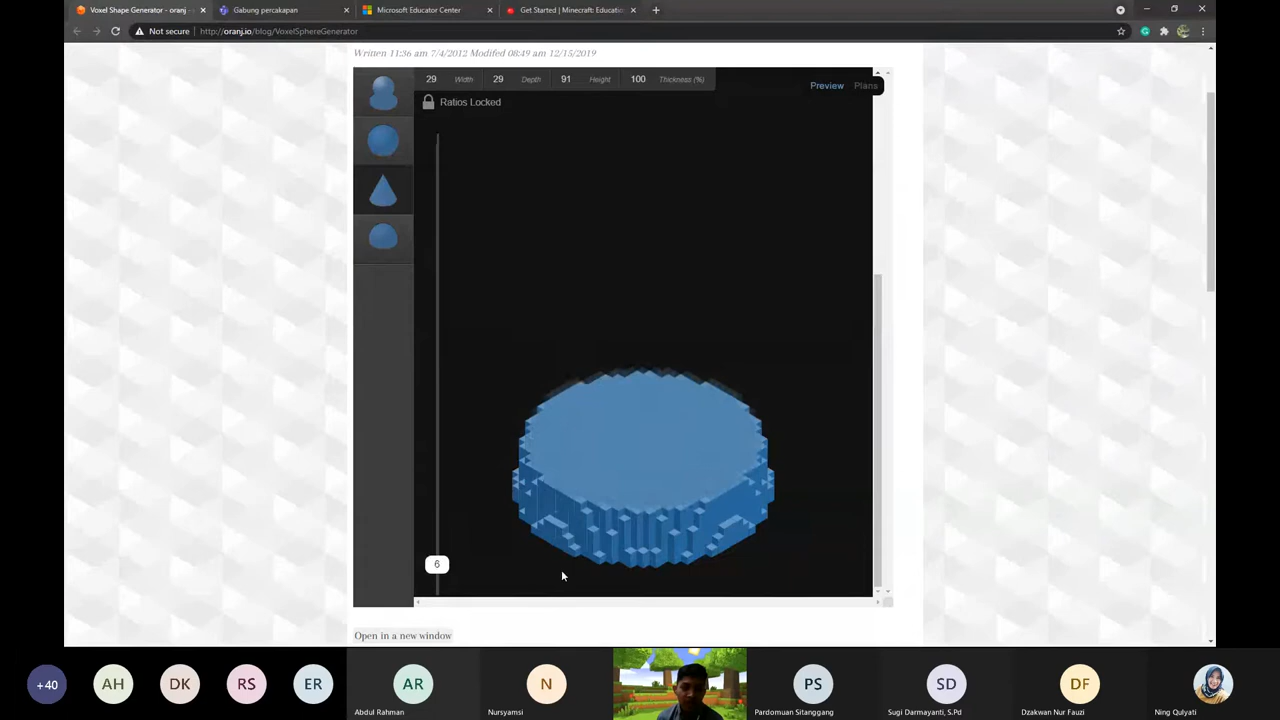 Voxel Shape Generator - oranj
Gabung percakapan
Microsoft Educator Center
Get Started | Minecraft: Educati
Not secure http://oranj.io/blog/VoxelSphereGenerator
Written 11:36 am 7/4/2012 Modifed 08:49 am 12/15/2019
29 Width 29 Depth 91 Height 100 Thickness (%)
Preview Plans
Ratios Locked
6
Open in a new window
+40 AH DK RS ER AR N PS SD DF
Abdul Rahman Nursyamsi Pardomuan Sitanggang Sugi Darmayanti, S.Pd Dzakwan Nur Fauzi Ning Qulyati